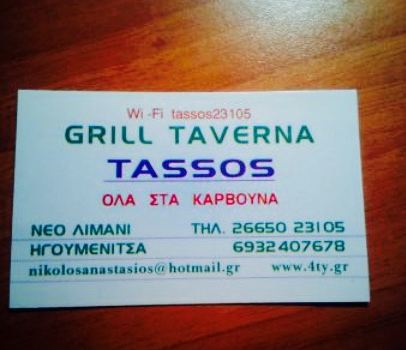 Wi-Fi tassos23105
GRILL TAVERNA
TASSOS
ΟΛΑ ΣΤΑ ΚΑΡΒΟΥΝΑ
ΝΕΟ ΛΙΜΑΝΙ ΤΗΛ. 26650 23105
ΗΓΟΥΜΕΝΙΤΣΑ 6932407678
nikolosanastasios@hotmail.gr www.4ty.gr